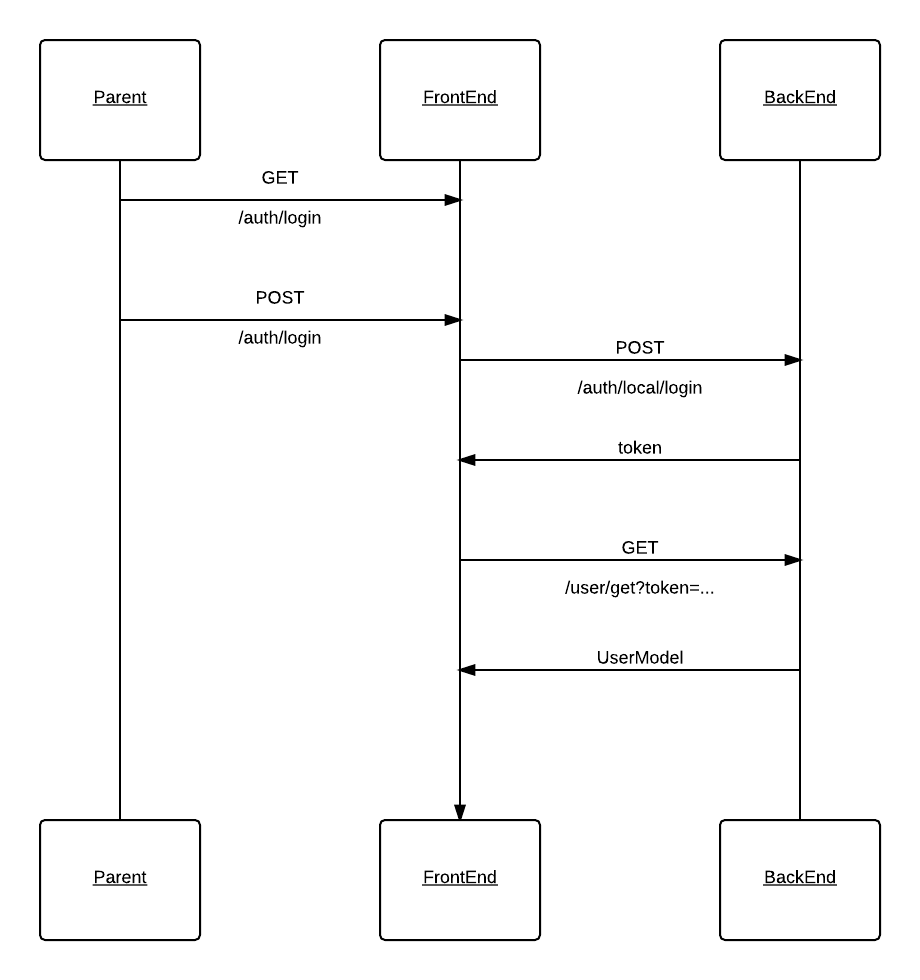 Parent
FrontEnd
BackEnd
GET
/auth/login
POST
/auth/login
POST
/auth/local/login
token
GET
/user/get?token=...
UserModel
Parent
FrontEnd
BackEnd